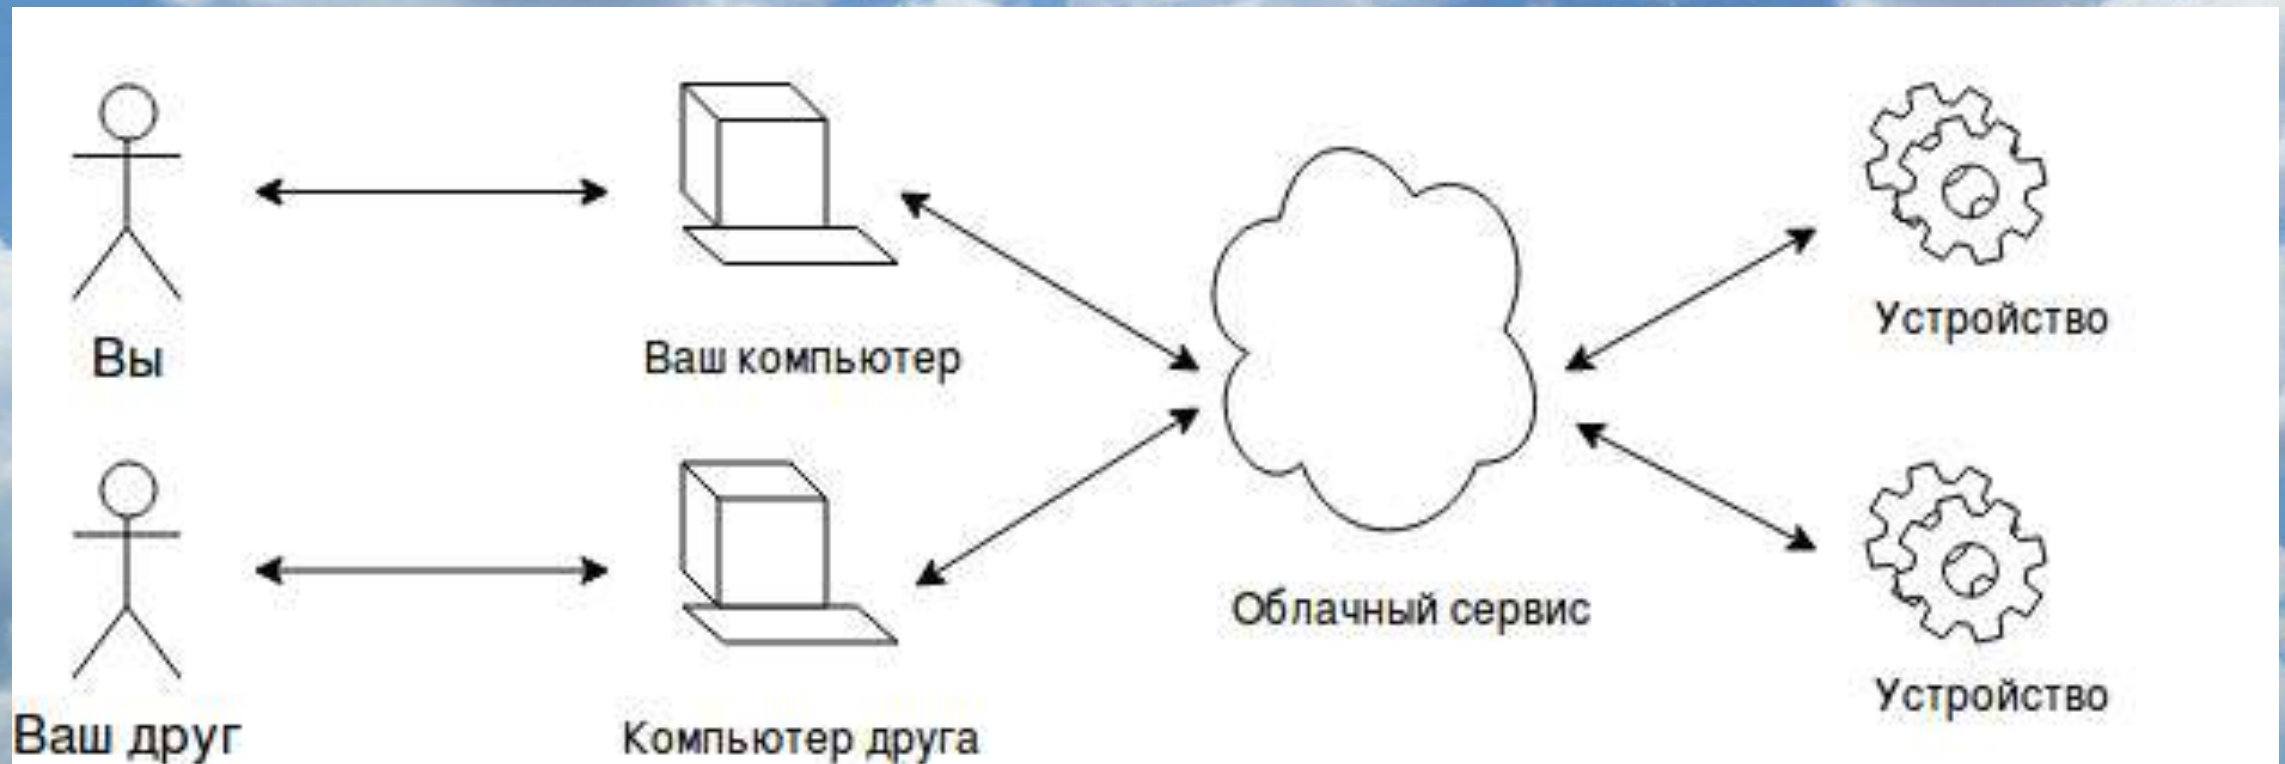 Вы
Ваш компьютер
Устройство
Облачный сервис
Ваш друг
Компьютер друга
Устройство